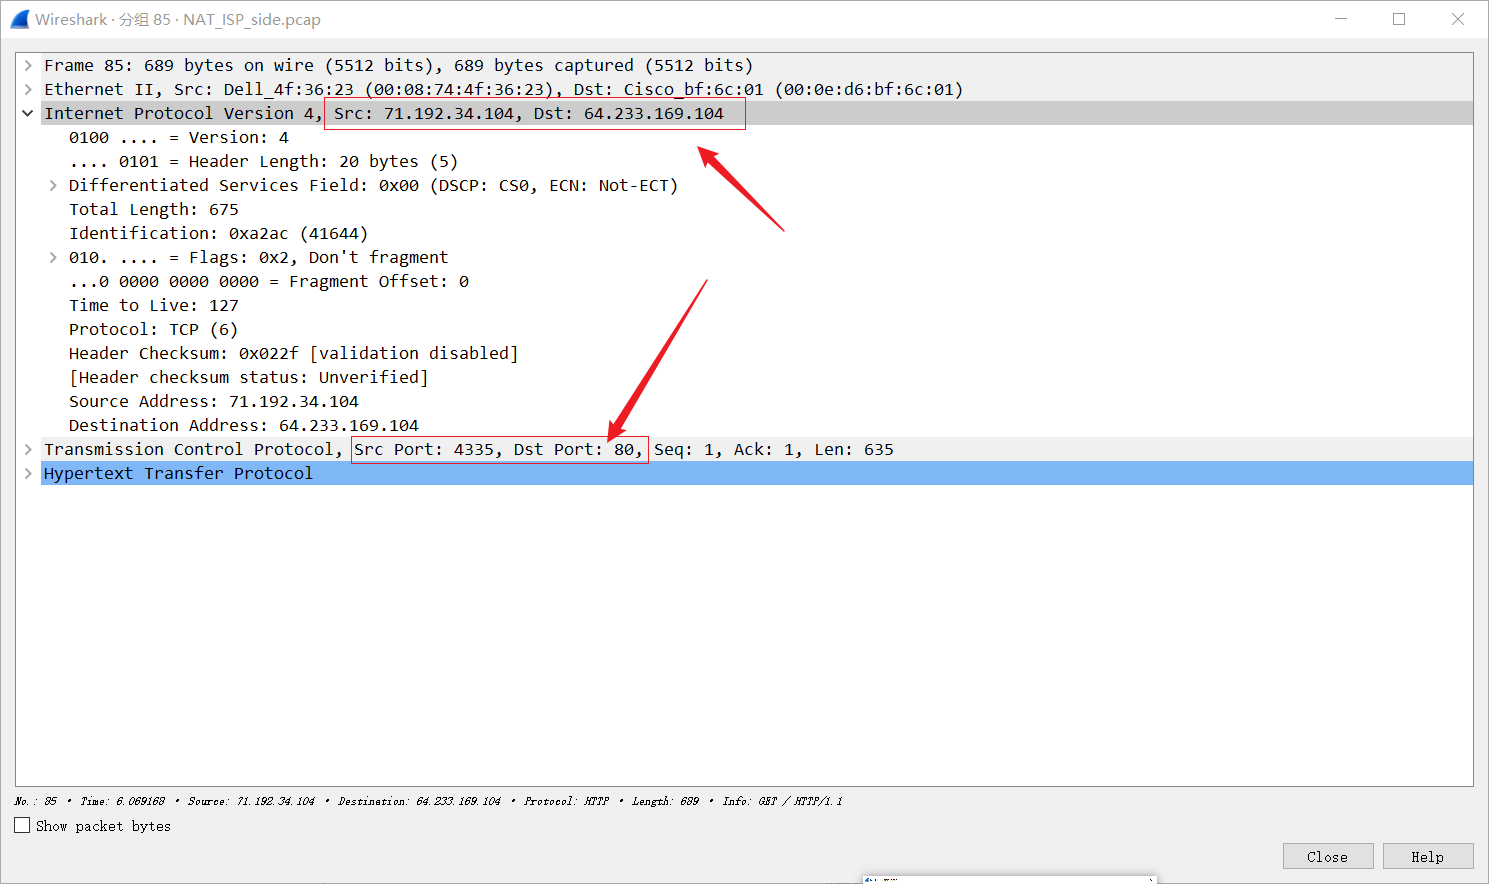 Wireshark · 分组 85 · NAT_ISP_side.pcap
Frame 85: 689 bytes on wire (5512 bits), 689 bytes captured (5512 bits)
Ethernet II, Src: Dell_4f:36:23 (00:08:74:4f:36:23), Dst: Cisco_bf:6c:01 (00:0e:d6:bf:6c:01)
Internet Protocol Version 4, Src: 71.192.34.104, Dst: 64.233.169.104
0100 .... = Version: 4
.... 0101 = Header Length: 20 bytes (5)
Differentiated Services Field: 0x00 (DSCP: CS0, ECN: Not-ECT)
Total Length: 675
Identification: 0xa2ac (41644)
010. .... = Flags: 0x2, Don't fragment
...0 0000 0000 0000 = Fragment Offset: 0
Time to Live: 127
Protocol: TCP (6)
Header Checksum: 0x022f [validation disabled]
[Header checksum status: Unverified]
Source Address: 71.192.34.104
Destination Address: 64.233.169.104
Transmission Control Protocol, Src Port: 4335, Dst Port: 80, Seq: 1, Ack: 1, Len: 635
Hypertext Transfer Protocol
No.: 85 · Time: 6.069168 · Source: 71.192.34.104 · Destination: 64.233.169.104 · Protocol: HTTP · Length: 689 · Info: GET / HTTP/1.1
Show packet bytes
Close Help